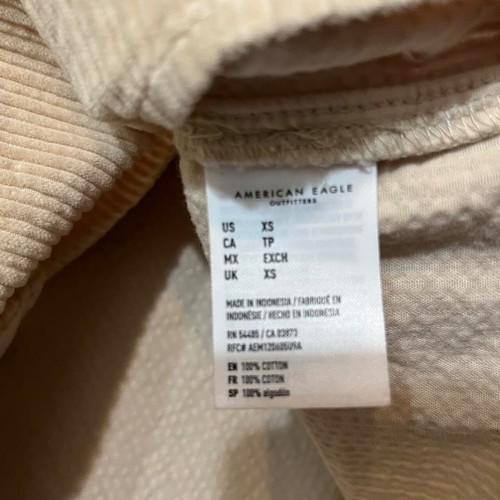 AMERICAN EAGLE
OUTFITTERS
US XS
CA TP
MX EXCH
UK XS
MADE IN INDONESIA / FABRIQUÉ EN
INDONÉSIE / HECHO EN INDONESIA
RN 54485 / CA 03873
RFC# AEM120605U9A
EN 100% COTTON
FR 100% COTON
SP 100% algodón